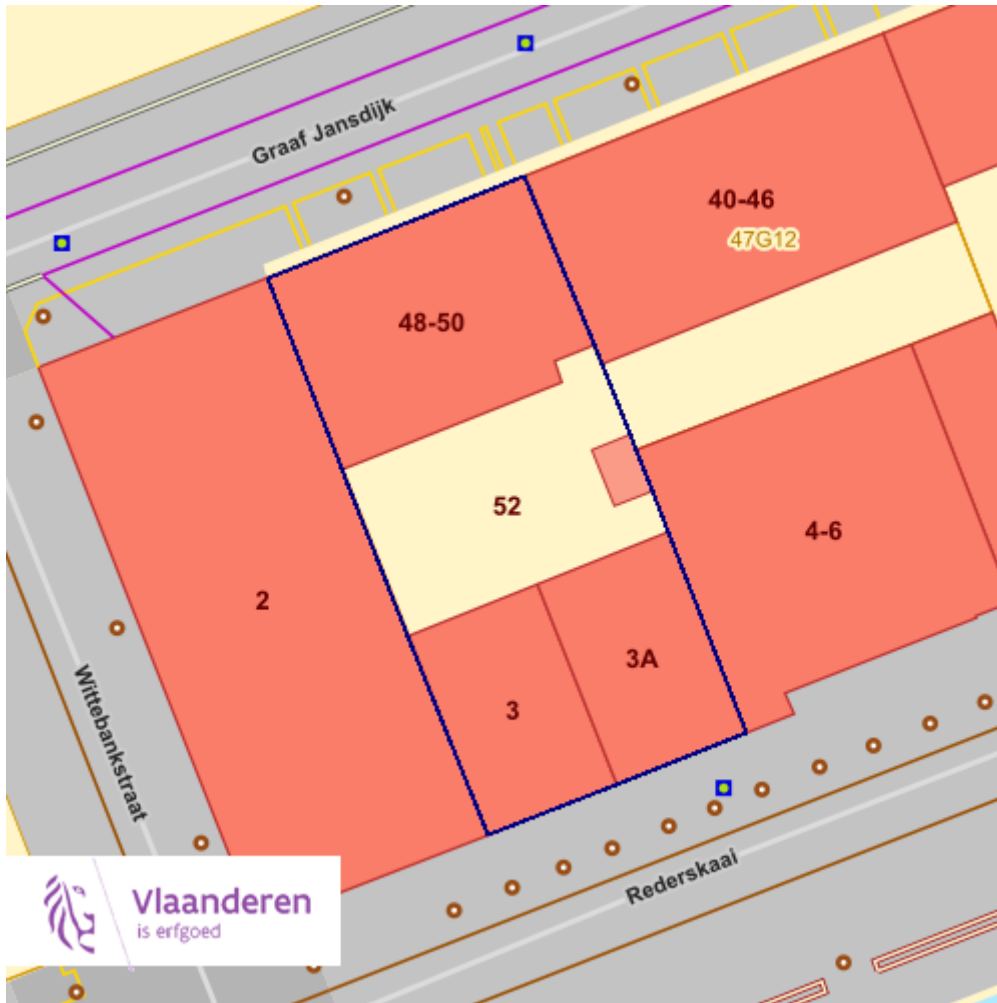 Graaf Jansdijk
40-46
47G12
48-50
52
4-6
2
3A
3
Wittebankstraat
Rederskaai
Vlaanderen
is erfgoed